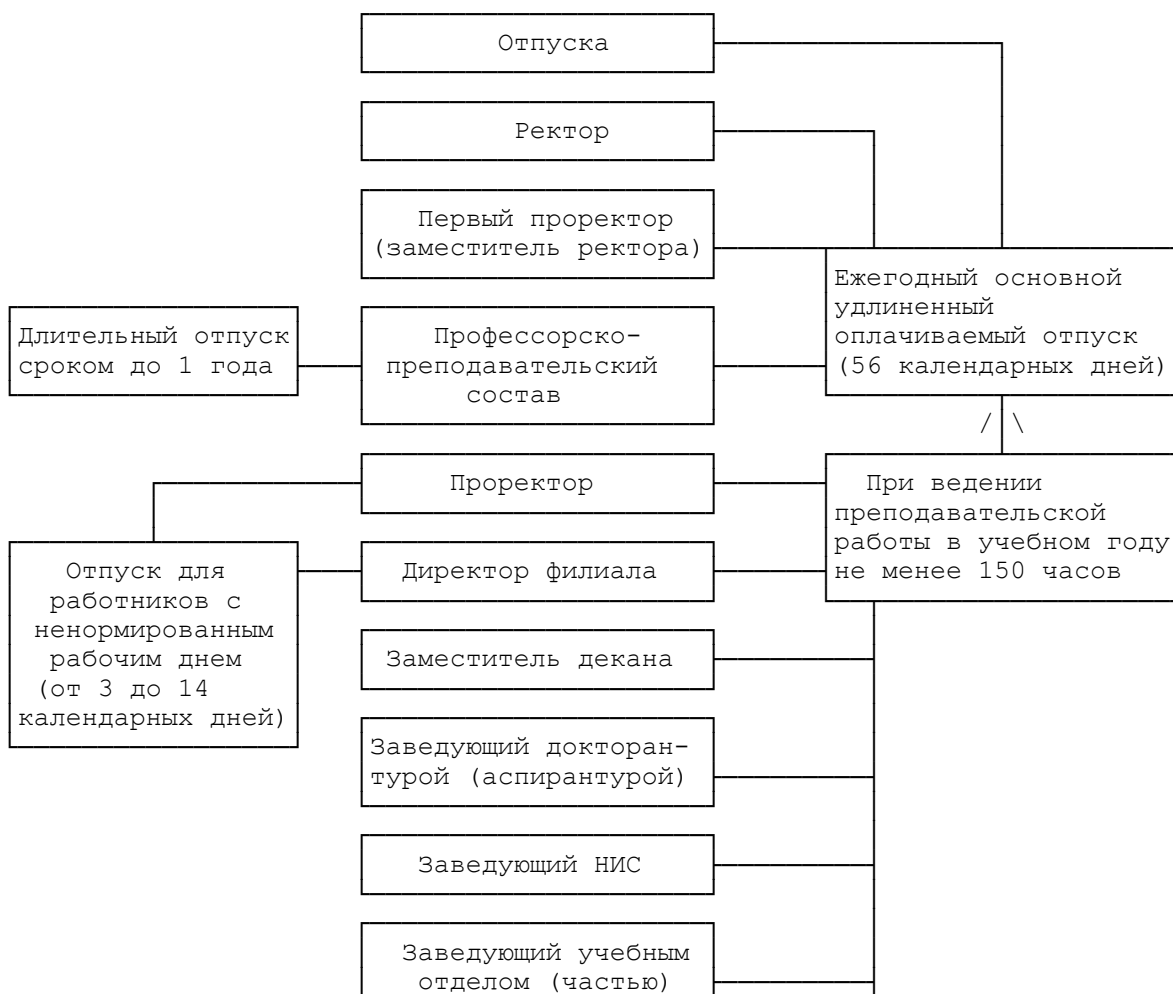 Отпуска
Ректор
Первый проректор
(заместитель ректора)
Ежегодный основной
удлиненный
оплачиваемый отпуск
(56 календарных дней)
Длительный отпуск
сроком до 1 года
Профессорско-
преподавательский
состав
Проректор
При ведении
преподавательской
работы в учебном году
не менее 150 часов
Отпуск для
работников с
ненормированным
рабочим днем
(от 3 до 14
календарных дней)
Директор филиала
Заместитель декана
Заведующий докторан-
турой (аспирантурой)
Заведующий НИС
Заведующий учебным
отделом (частью)